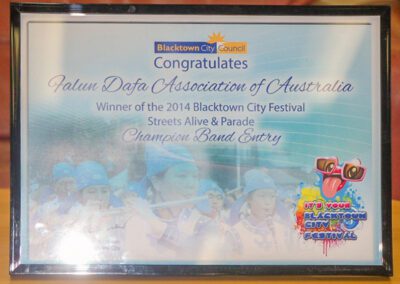 Blacktown City Council
Congratulates
Falun Dafa Association of Australia
Winner of the 2014 Blacktown City Festival
Streets Alive & Parade
Champion Band Entry
IT'S YOUR
BLACKTOWN
CITY
FESTIVAL